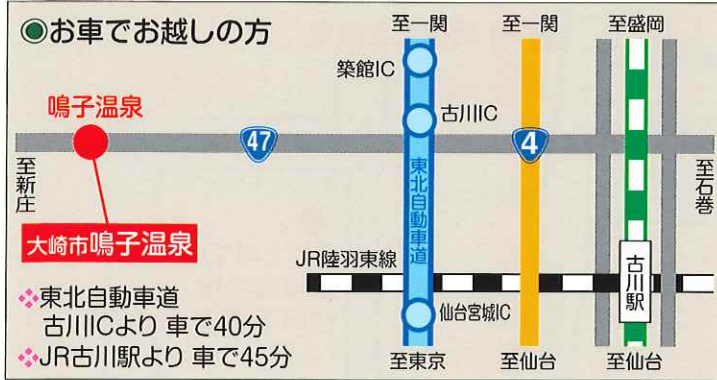 ◉お車でお越しの方
至一関
至一関
至盛岡
築館IC
鳴子温泉
古川IC
47
4
至新庄
東北自動車道
至石巻
大崎市鳴子温泉
JR陸羽東線
古川駅
❖東北自動車道
古川ICより 車で40分
仙台宮城IC
❖JR古川駅より 車で45分
至東京
至仙台
至仙台